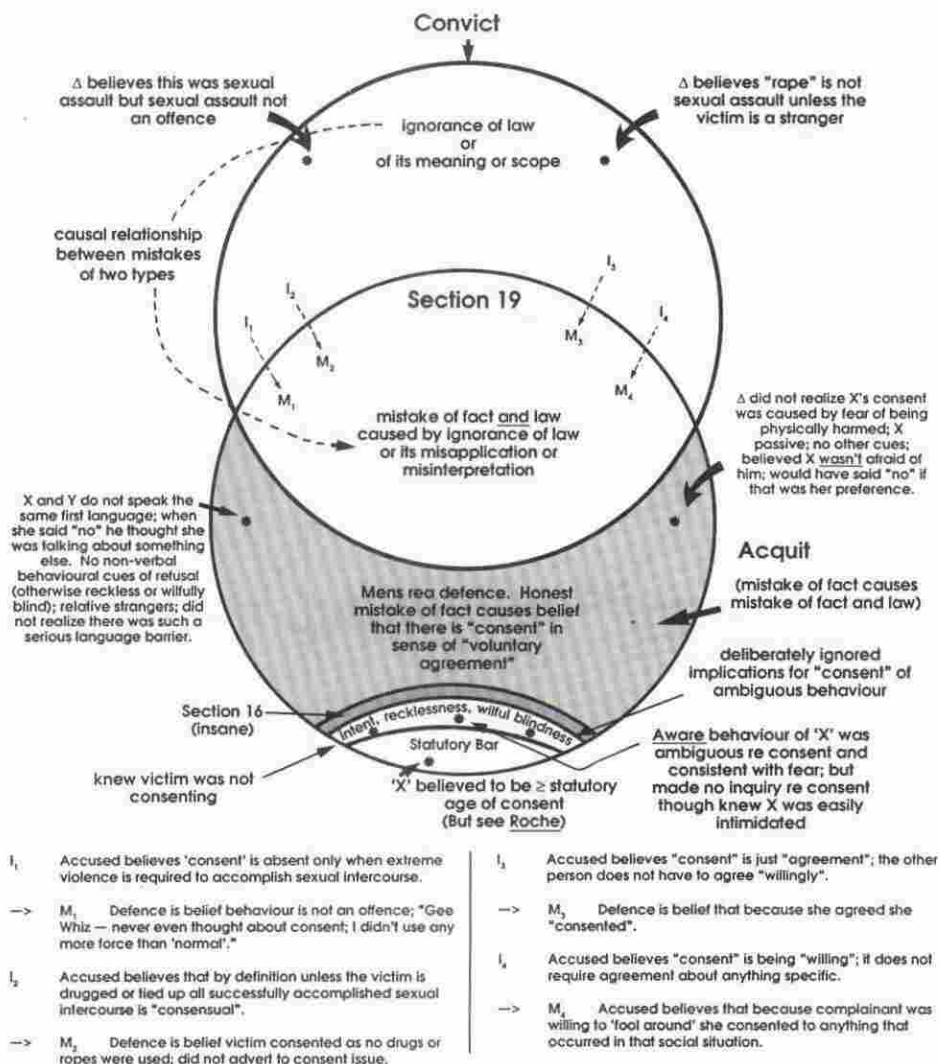 Convict
Δ believes this was sexual
assault but sexual assault not
an offence
Δ believes "rape" is not
sexual assault unless the
victim is a stranger
ignorance of law
or
of its meaning or scope
causal relationship
between mistakes
of two types
Section 19
I₁
M₁
I₂
M₂
I₃
M₃
I₄
M₄
mistake of fact and law
caused by ignorance of law
or its misapplication or
misinterpretation
Δ did not realize X's consent
was caused by fear of being
physically harmed; X
passive; no other cues;
believed X wasn't afraid of
him; would have said "no" if
that was her preference.
X and Y do not speak the
same first language; when
she said "no" he thought she
was talking about something
else. No non-verbal
behavioural cues of refusal
(otherwise reckless or wilfully
blind); relative strangers; did
not realize there was such a
serious language barrier.
Acquit
(mistake of fact causes
mistake of fact and law)
Mens rea defence. Honest
mistake of fact causes belief
that there is "consent" in
sense of "voluntary
agreement"
deliberately ignored
implications for "consent" of
ambiguous behaviour
Section 16
(insane)
intent, recklessness, wilful blindness
Statutory Bar
knew victim was not
consenting
'X' believed to be ≥ statutory
age of consent
(But see Roche)
Aware behaviour of 'X' was
ambiguous re consent and
consistent with fear; but
made no inquiry re consent
though knew X was easily
intimidated
I₁ Accused believes 'consent' is absent only when extreme
violence is required to accomplish sexual intercourse.
—> M₁ Defence is belief behaviour is not an offence; "Gee
Whiz — never even thought about consent; I didn't use any
more force than 'normal'."
I₂ Accused believes that by definition unless the victim is
drugged or tied up all successfully accomplished sexual
intercourse is "consensual".
—> M₂ Defence is belief victim consented as no drugs or
ropes were used; did not advert to consent issue.
I₃ Accused believes "consent" is just "agreement"; the other
person does not have to agree "willingly".
—> M₃ Defence is belief that because she agreed she
"consented".
I₄ Accused believes "consent" is being "willing"; it does not
require agreement about anything specific.
—> M₄ Accused believes that because complainant was
willing to 'fool around' she consented to anything that
occurred in that social situation.